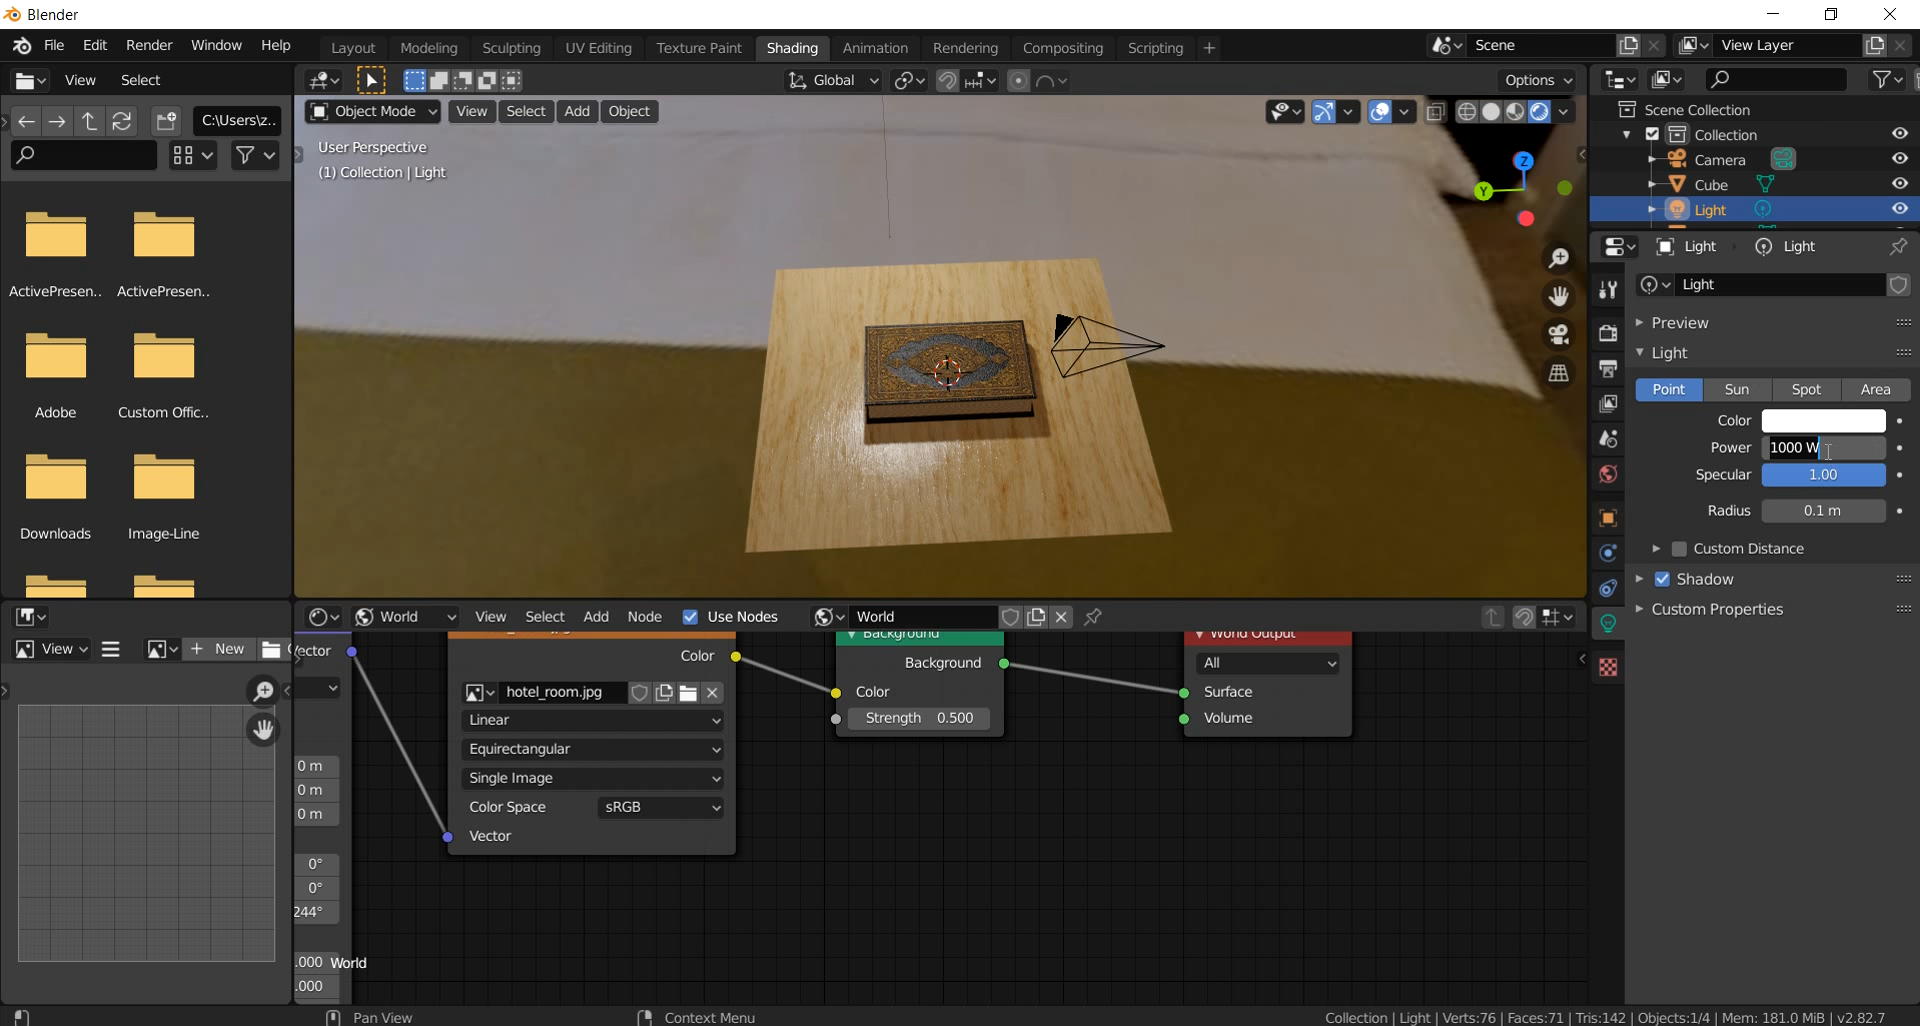 Blender
File Edit Render Window Help Layout Modeling Sculpting UV Editing Texture Paint Shading Animation Rendering Compositing Scripting + Scene View Layer
View Select
Global Options
C:\Users\z..
Object Mode View Select Add Object
User Perspective
(1) Collection | Light
Z
Y
ActivePresen.. ActivePresen..
Adobe Custom Offic..
Downloads Image-Line
Scene Collection
Collection
Camera
Cube
Light
Light Light
Light
Preview
Light
Point Sun Spot Area
Color
Power 1000 W
Specular 1.00
Radius 0.1 m
Custom Distance
Shadow
Custom Properties
World View Select Add Node Use Nodes World
View + New
Vector
0 m
0 m
0 m
0°
0°
244°
.000
.000
World
Color
hotel_room.jpg
Linear
Equirectangular
Single Image
Color Space sRGB
Vector
Background
Background
Color
Strength 0.500
World Output
All
Surface
Volume
Pan View Context Menu Collection | Light | Verts:76 | Faces:71 | Tris:142 | Objects:1/4 | Mem: 181.0 MiB | v2.82.7